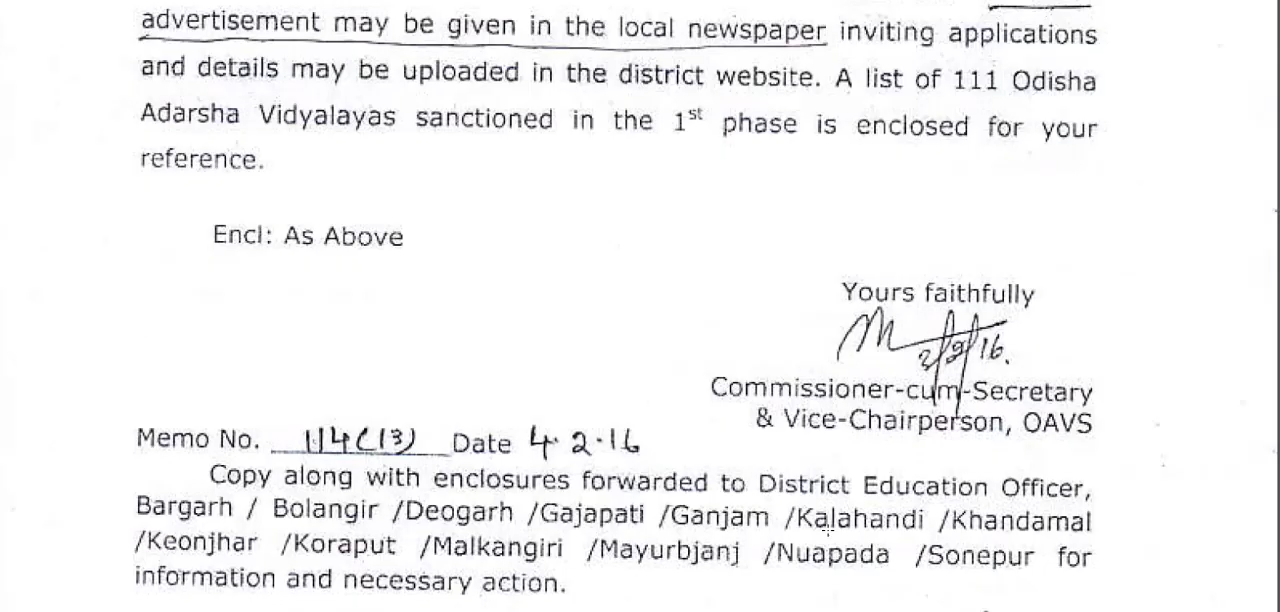 advertisement may be given in the local newspaper inviting applications
and details may be uploaded in the district website. A list of 111 Odisha
Adarsha Vidyalayas sanctioned in the 1st phase is enclosed for your
reference.
Encl: As Above
Yours faithfully
2/2/16.
Commissioner-cum-Secretary
& Vice-Chairperson, OAVS
Memo No. 114(13) Date 4.2.16
Copy along with enclosures forwarded to District Education Officer,
Bargarh / Bolangir /Deogarh /Gajapati /Ganjam /Kalahandi /Khandamal
/Keonjhar /Koraput /Malkangiri /Mayurbjanj /Nuapada /Sonepur for
information and necessary action.